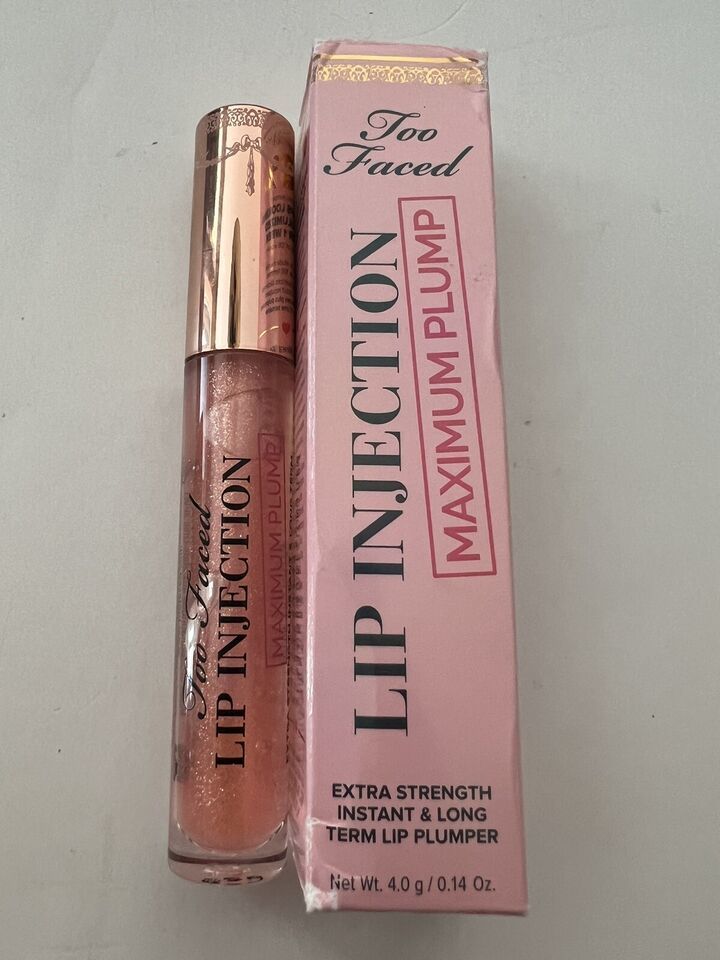 Too Faced
LIP INJECTION
MAXIMUM PLUMP
Too
Faced
LIP INJECTION
MAXIMUM PLUMP
EXTRA STRENGTH
INSTANT & LONG
TERM LIP PLUMPER
Net Wt. 4.0 g / 0.14 Oz.